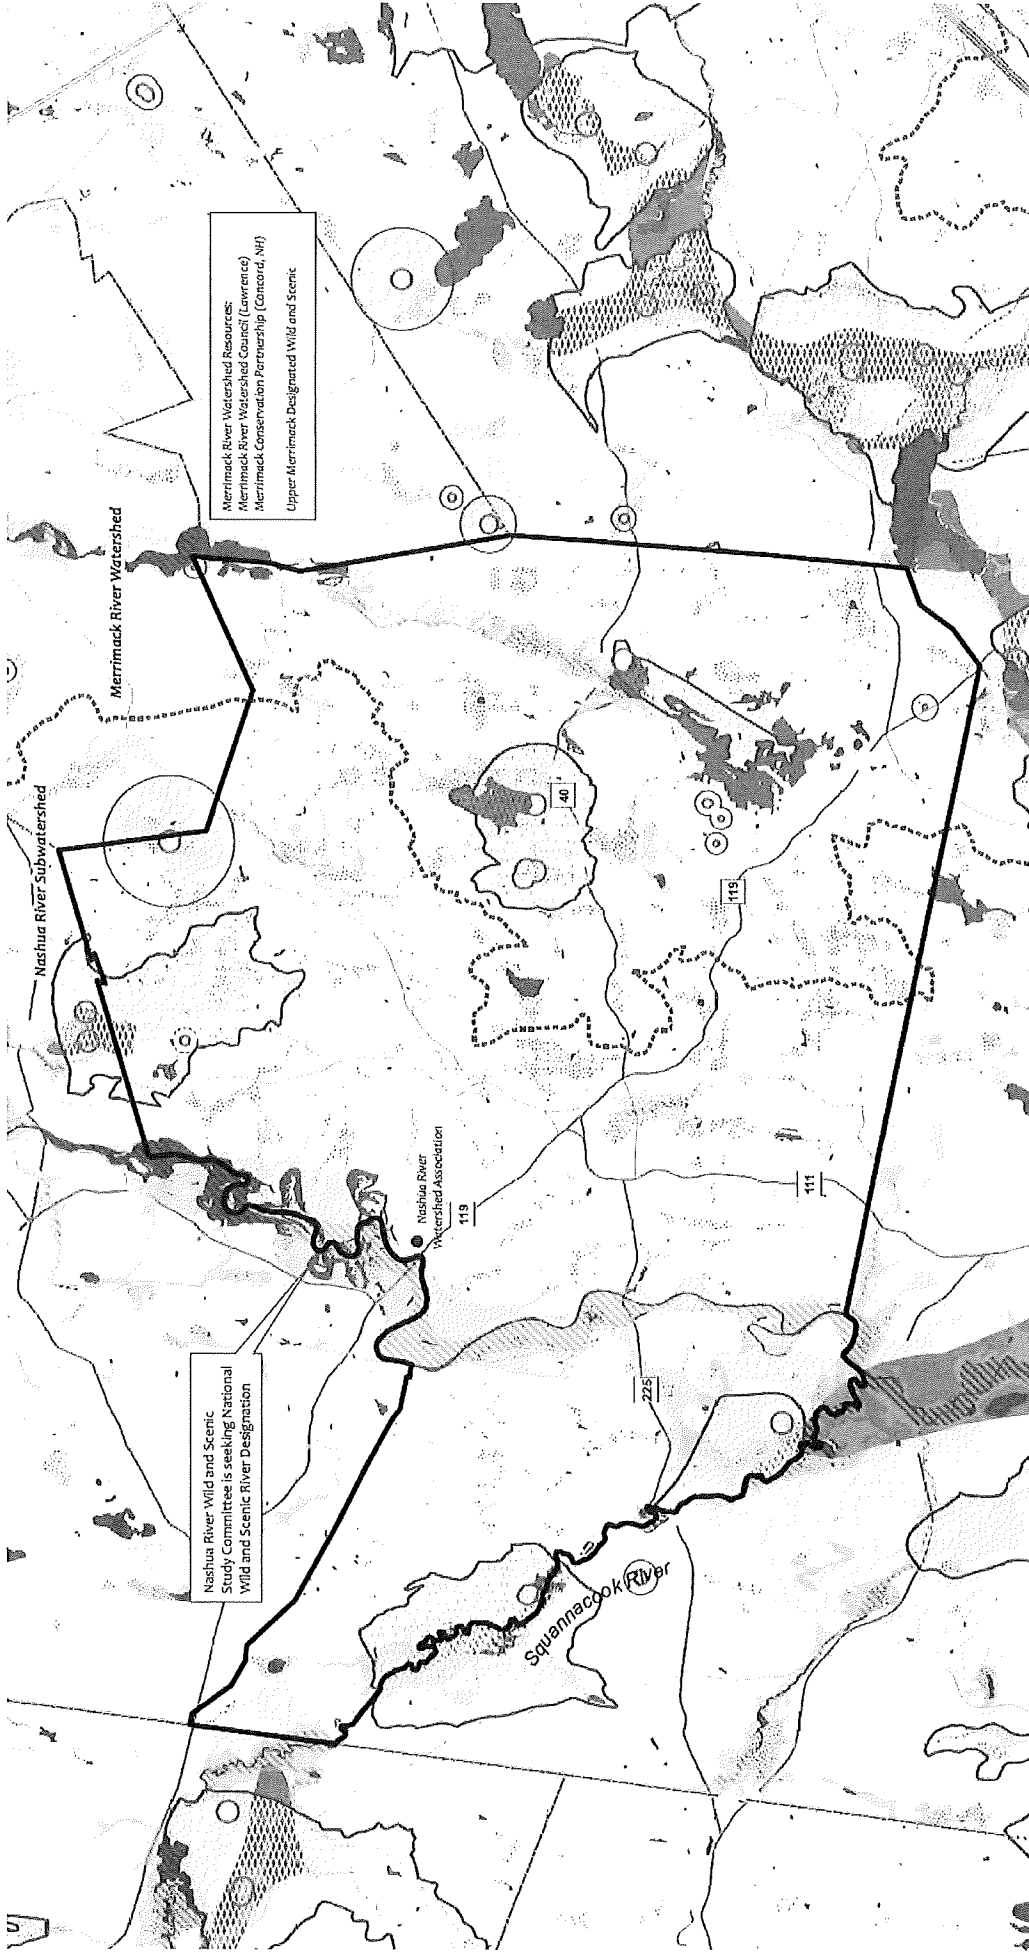 Merrimack River Watershed Resources:
Merrimack River Watershed Council (Lawrence)
Merrimack Conservation Partnership (Concord, NH)
Upper Merrimack Designated Wild and Scenic
Merrimack River Watershed
Nashua River Subwatershed
40
119
Nashua River
Watershed Association
119
111
Nashua River Wild and Scenic
Study Committee is seeking National
Wild and Scenic River Designation
225
Squannacook River